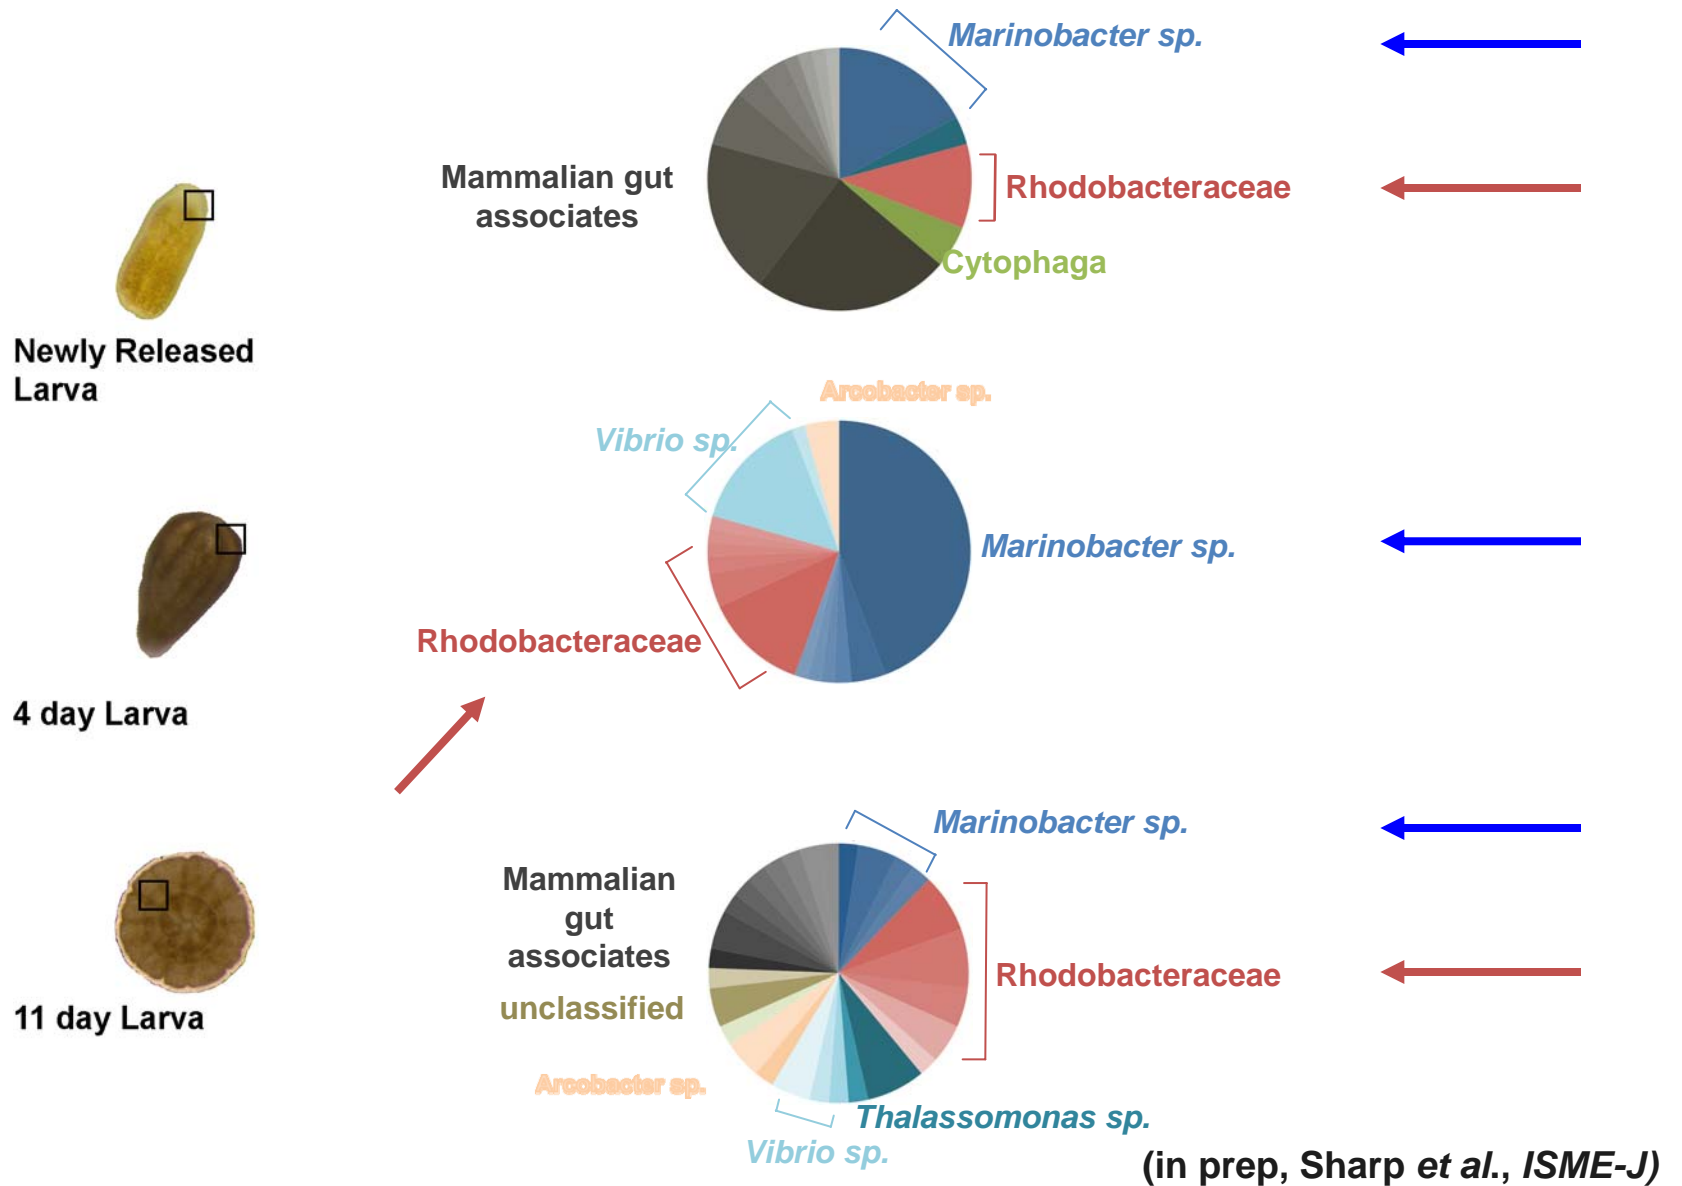 Marinobacter sp.
Mammalian gut
associates
Rhodobacteraceae
Cytophaga
Newly Released
Larva
Arcobacter sp.
Vibrio sp.
Marinobacter sp.
Rhodobacteraceae
4 day Larva
Marinobacter sp.
Mammalian
gut
associates
Rhodobacteraceae
unclassified
11 day Larva
Arcobacter sp.
Thalassomonas sp.
Vibrio sp.
(in prep, Sharp et al., ISME-J)